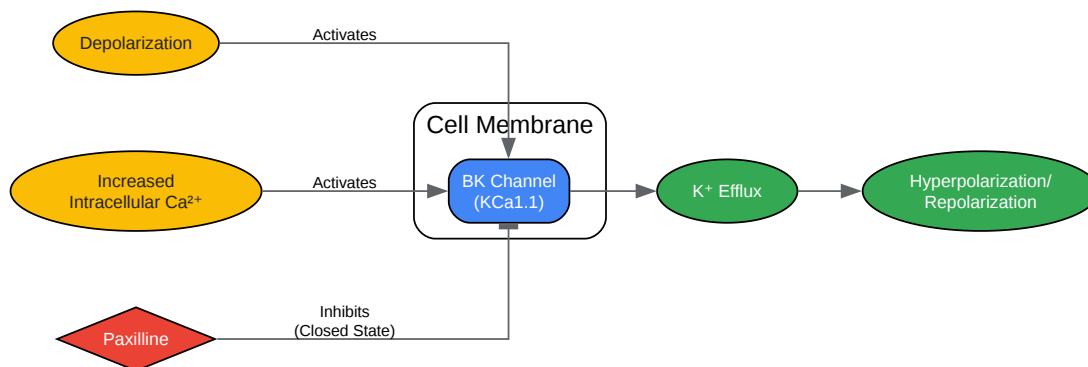 Depolarization
Activates
Cell Membrane
Increased
Intracellular Ca²⁺
Activates
BK Channel
(KCa1.1)
K⁺ Efflux
Hyperpolarization/
Repolarization
Inhibits
(Closed State)
Paxilline